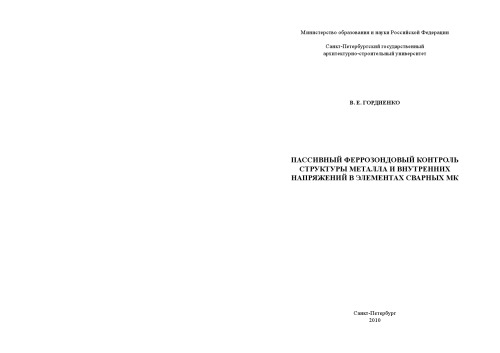 Министерство образования и науки Российской Федерации
Санкт-Петербургский государственный
архитектурно-строительный университет
В. Е. ГОРДИЕНКО
ПАССИВНЫЙ ФЕРРОЗОНДОВЫЙ КОНТРОЛЬ
СТРУКТУРЫ МЕТАЛЛА И ВНУТРЕННИХ
НАПРЯЖЕНИЙ В ЭЛЕМЕНТАХ СВАРНЫХ МК
Санкт-Петербург
2010